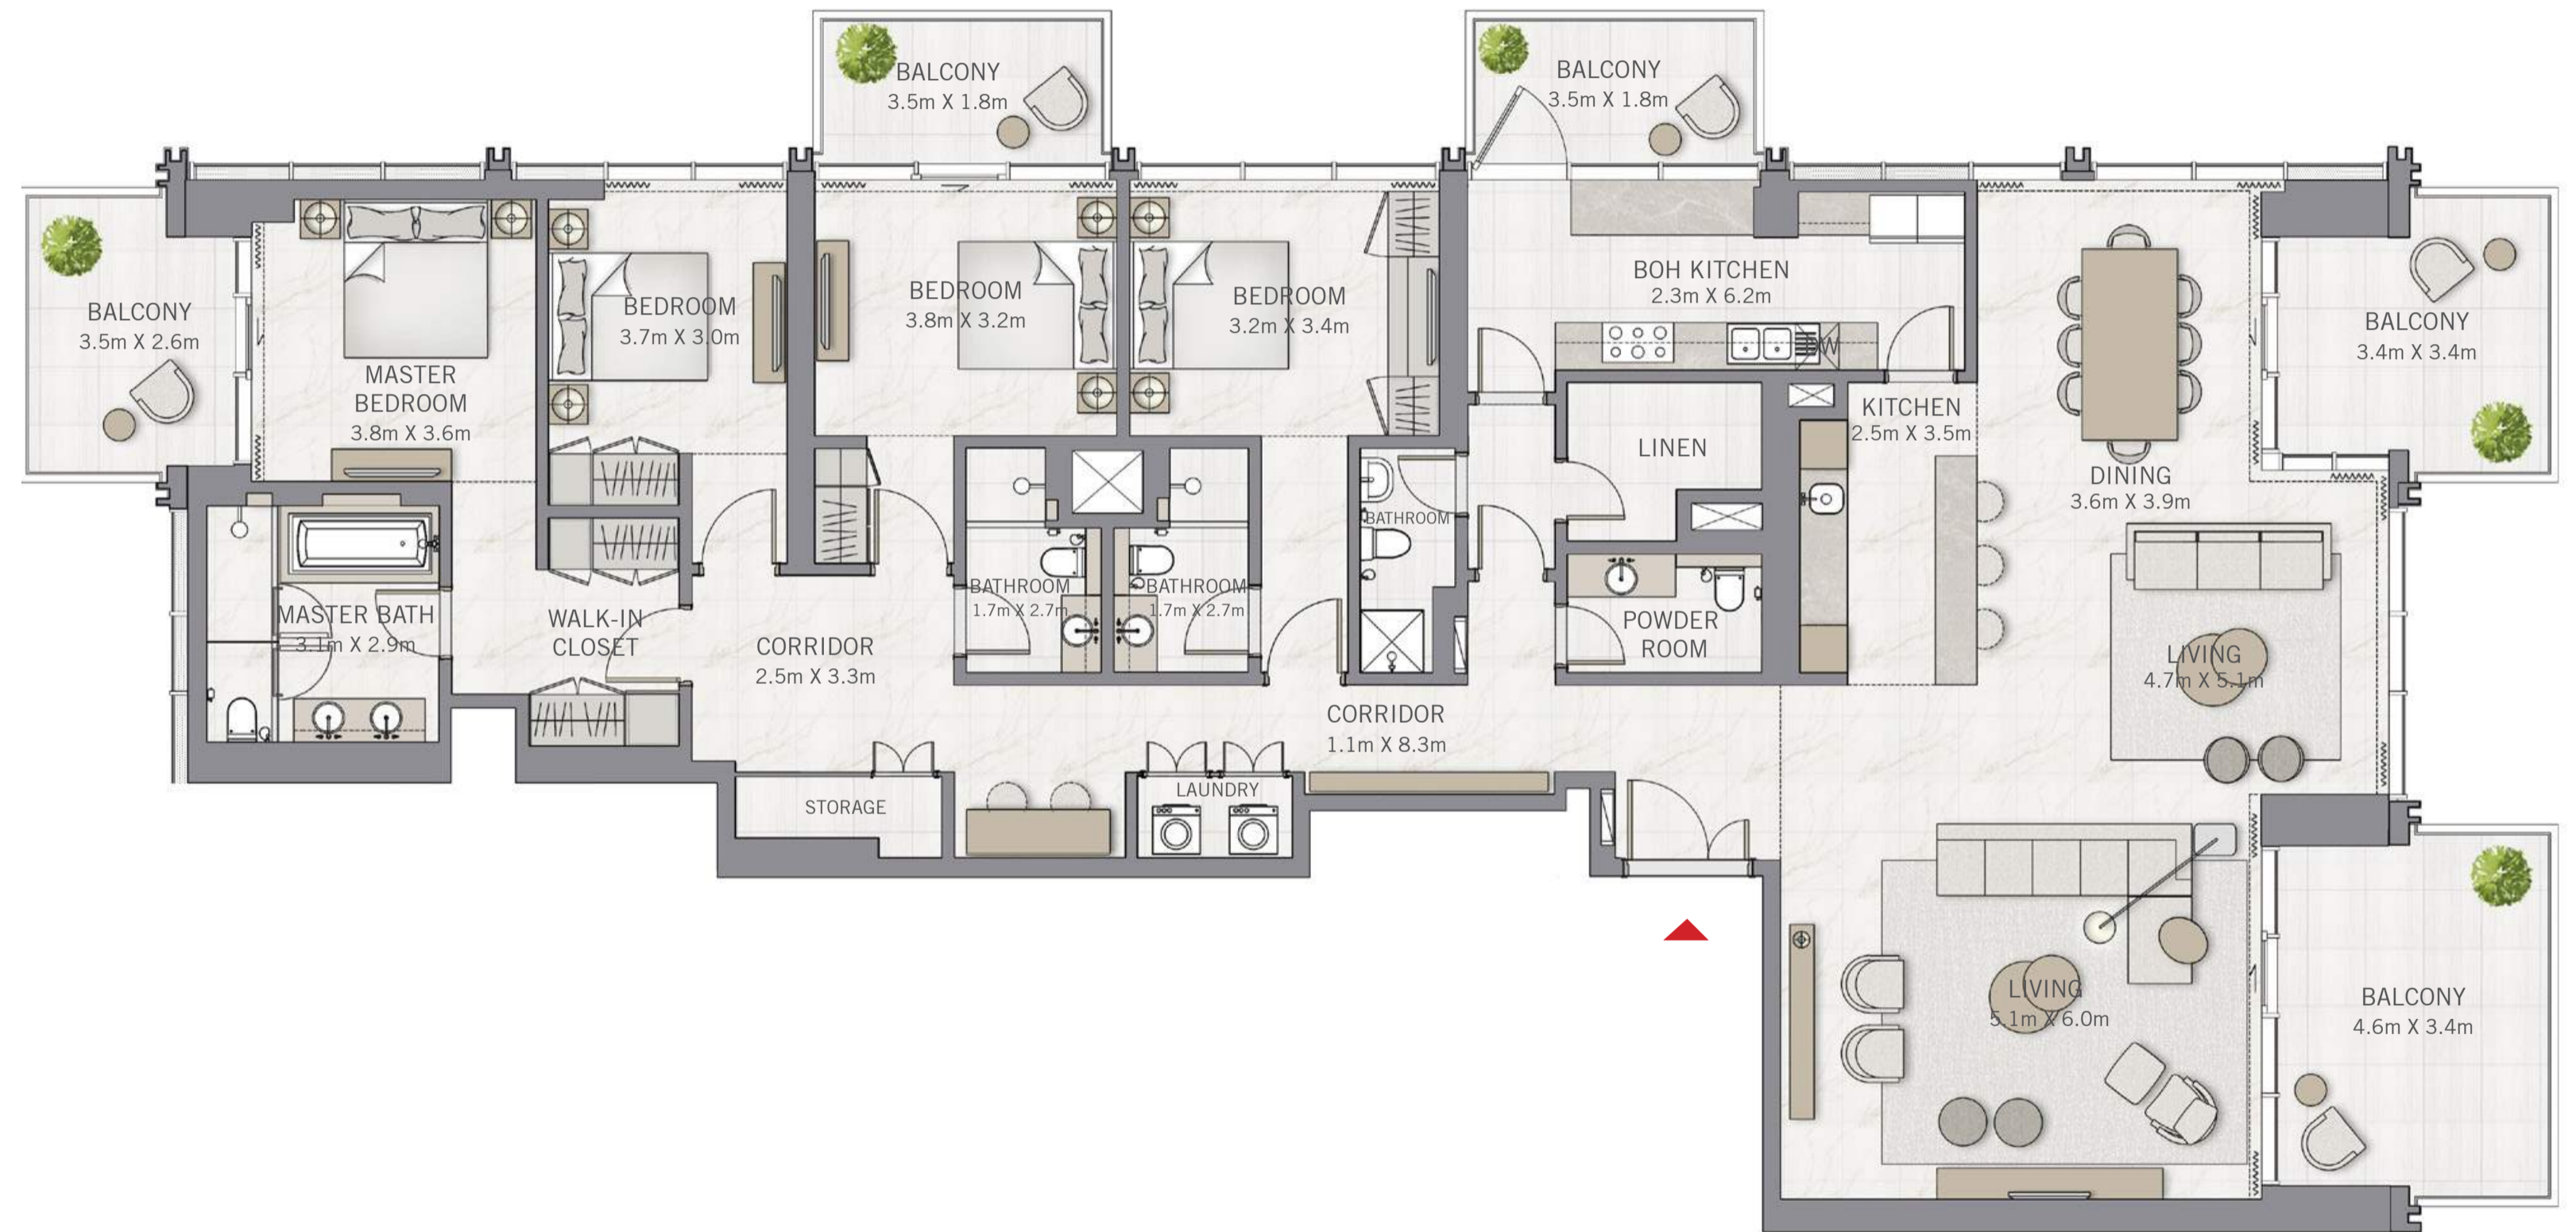 BALCONY
3.5m X 1.8m
BALCONY
3.5m X 1.8m
BALCONY
3.5m X 2.6m
MASTER
BEDROOM
3.8m X 3.6m
BEDROOM
3.7m X 3.0m
BEDROOM
3.8m X 3.2m
BEDROOM
3.2m X 3.4m
BOH KITCHEN
2.3m X 6.2m
DW
KITCHEN
2.5m X 3.5m
DINING
3.6m X 3.9m
BALCONY
3.4m X 3.4m
LINEN
BATHROOM
MASTER BATH
3.1m X 2.9m
WALK-IN
CLOSET
CORRIDOR
2.5m X 3.3m
BATHROOM
1.7m X 2.7m
BATHROOM
1.7m X 2.7m
POWDER
ROOM
LIVING
4.7m X 5.1m
CORRIDOR
1.1m X 8.3m
STORAGE
LAUNDRY
LIVING
5.1m X 6.0m
BALCONY
4.6m X 3.4m